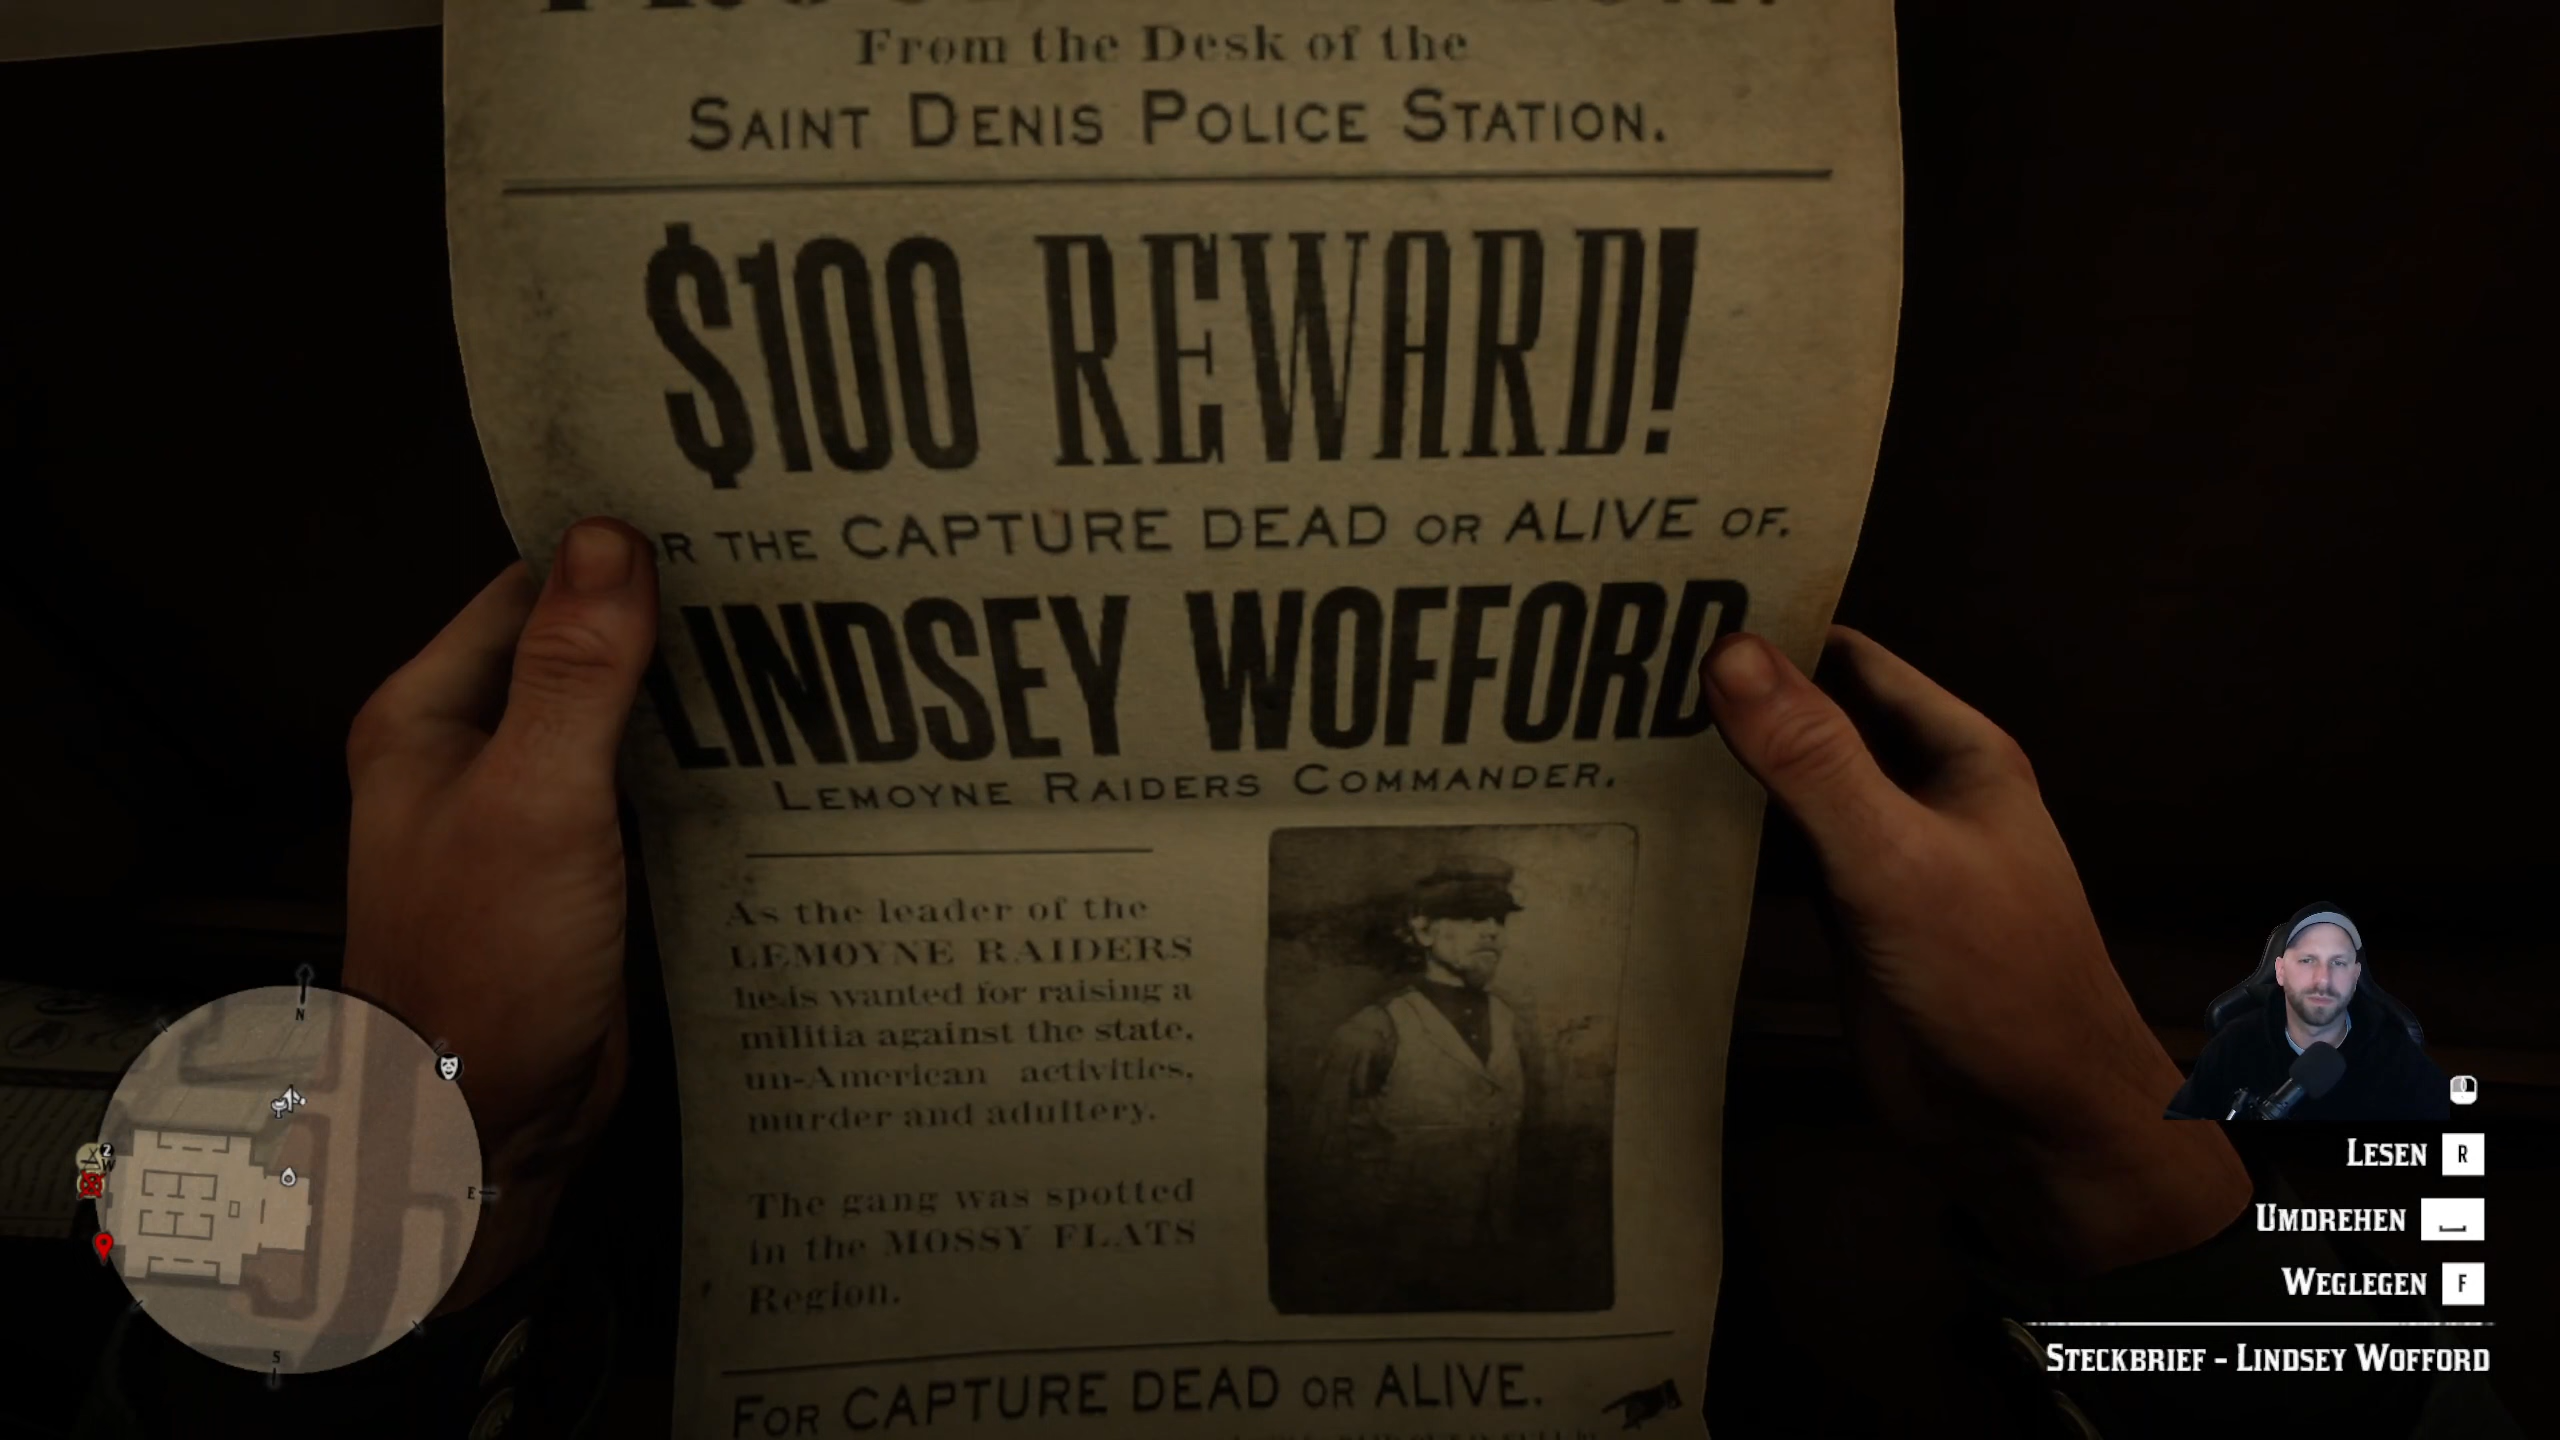 From the Desk of the
SAINT DENIS POLICE STATION.
$100 REWARD!
THE CAPTURE DEAD OR ALIVE OF.
LINDSEY WOFFORD
LEMOYNE RAIDERS COMMANDER.
As the leader of the
LEMOYNE RAIDERS
he is wanted for raising a
militia against the state,
un-American activities,
murder and adultery.
The gang was spotted
in the MOSSY FLATS
Region.
FOR CAPTURE DEAD OR ALIVE.
N
E
S
W
2
LESEN R
UMDREHEN
WEGLEGEN F
STECKBRIEF - LINDSEY WOFFORD